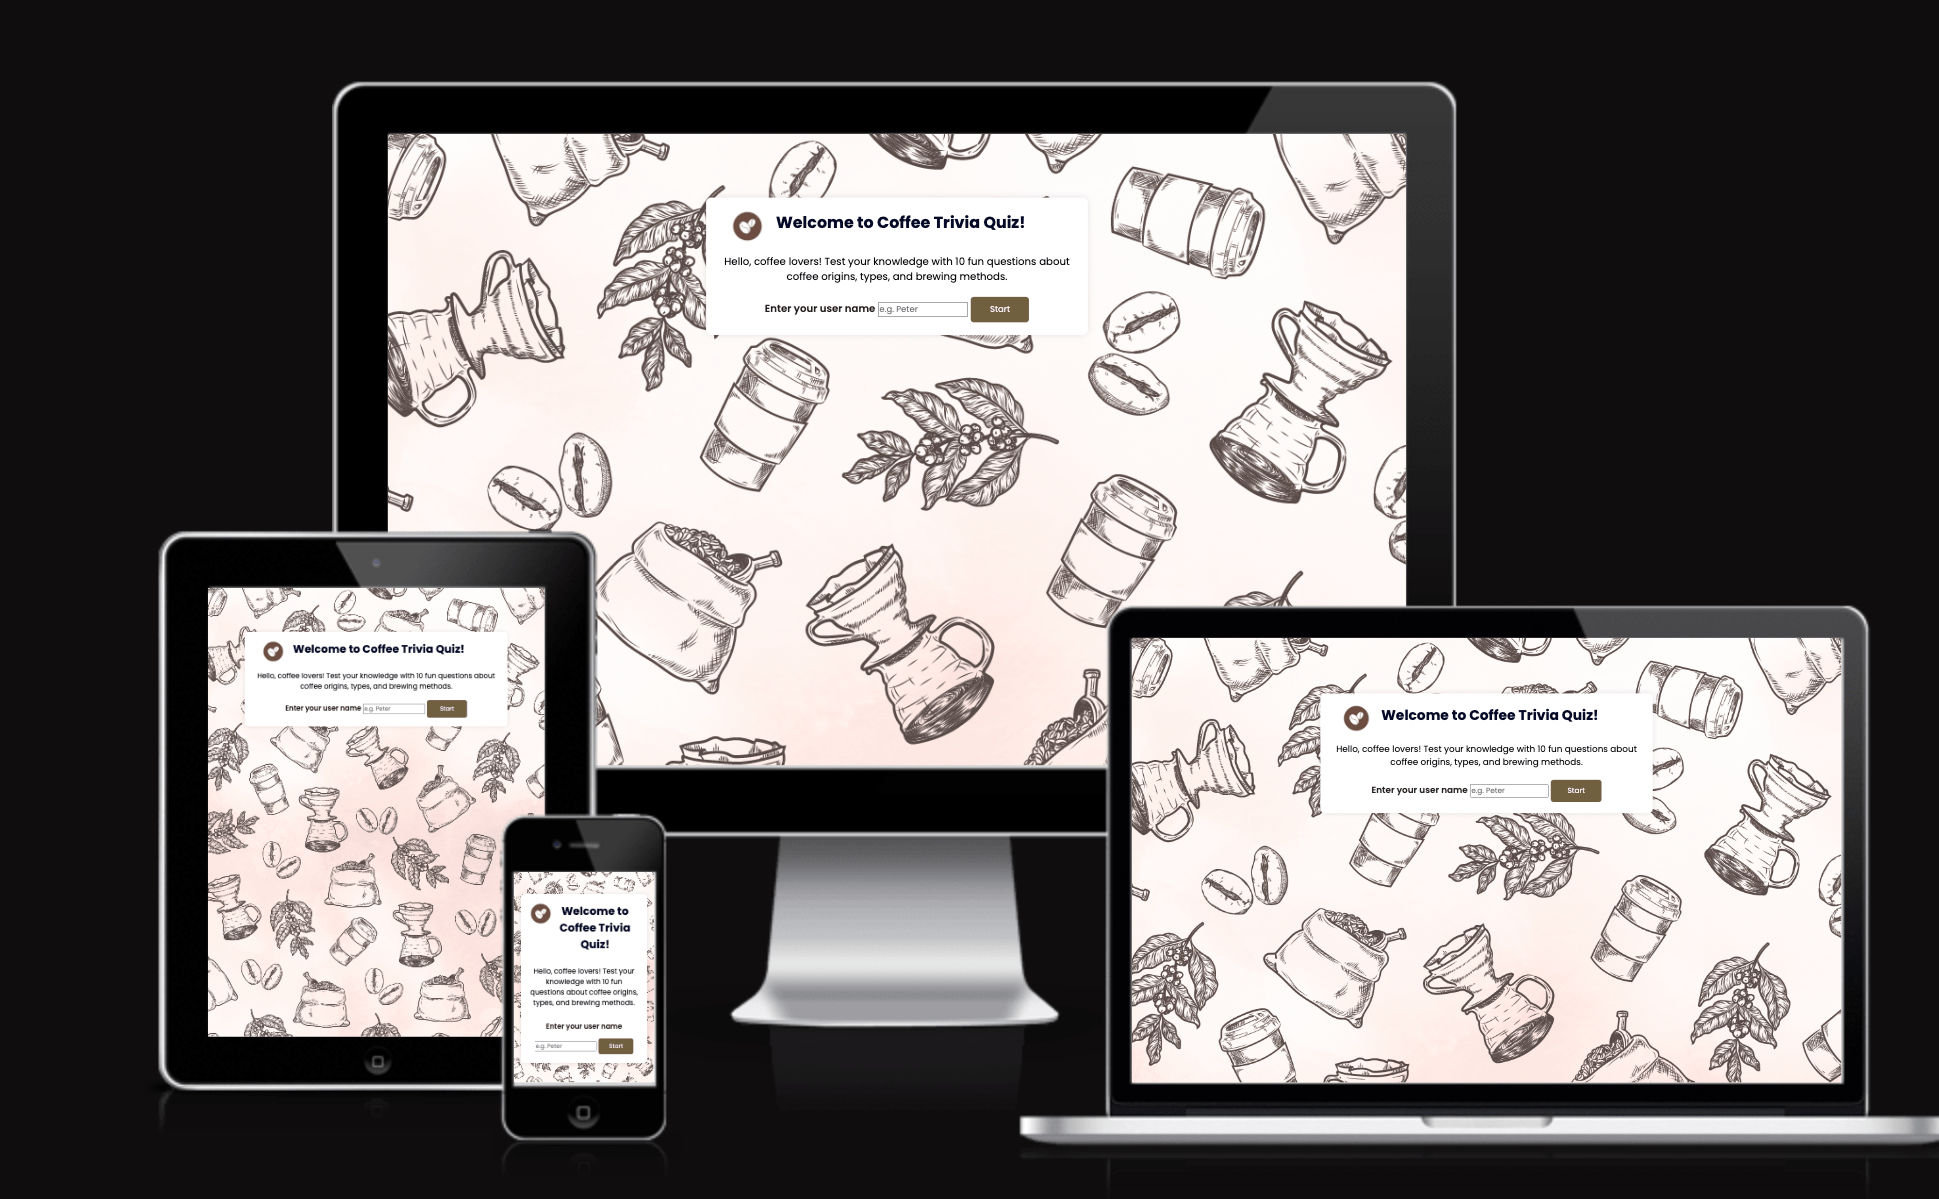 Welcome to Coffee Trivia Quiz!
Hello, coffee lovers! Test your knowledge with 10 fun questions about
coffee origins, types, and brewing methods.
Enter your user name e.g. Peter Start
Welcome to Coffee Trivia Quiz!
Hello, coffee lovers! Test your knowledge with 10 fun questions about
coffee origins, types, and brewing methods.
Enter your user name e.g. Peter Start
Welcome to
Coffee Trivia
Quiz!
Hello, coffee lovers! Test your
knowledge with 10 fun
questions about coffee origins,
types, and brewing methods.
Enter your user name
e.g. Peter Start
Welcome to Coffee Trivia Quiz!
Hello, coffee lovers! Test your knowledge with 10 fun questions about
coffee origins, types, and brewing methods.
Enter your user name e.g. Peter Start